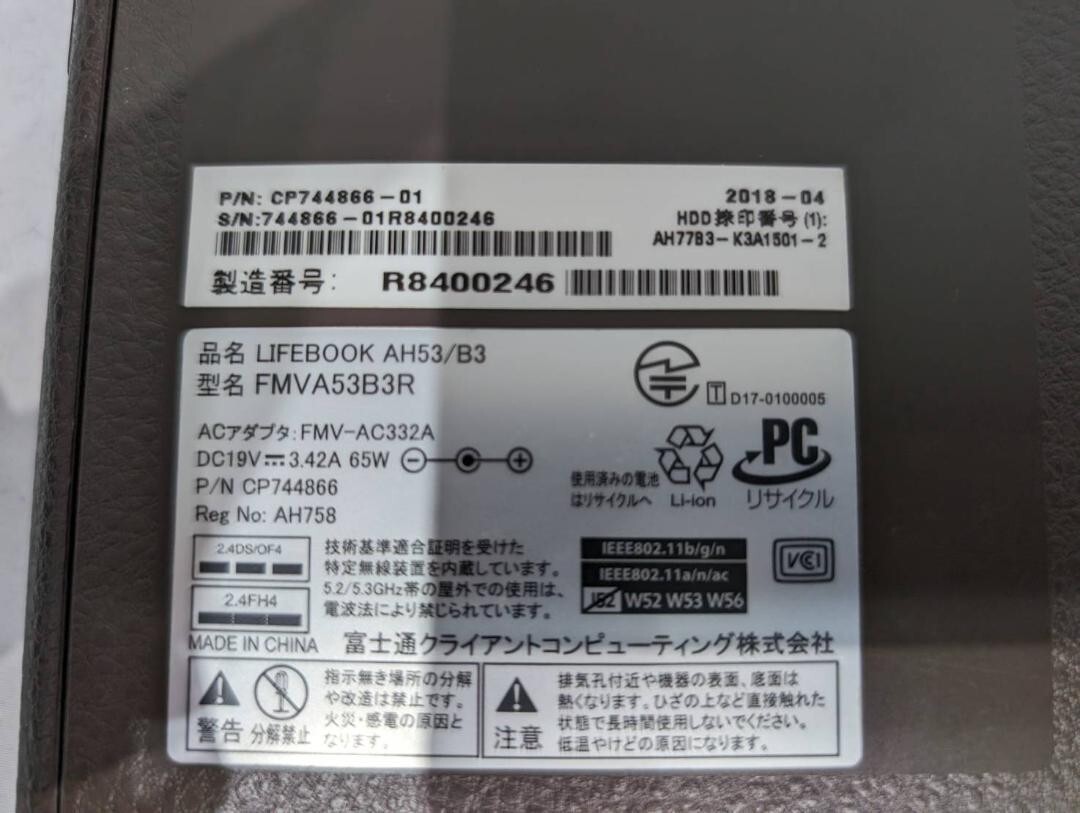 P/N: CP744866-01
S/N:744866-01R8400246
2018-04
HDD捺印番号(1):
AH77B3-K3A1501-2
製造番号: R8400246
品名 LIFEBOOK AH53/B3
型名 FMVA53B3R
T D17-0100005
ACアダプタ:FMV-AC332A
DC19V 3.42A 65W
P/N CP744866
Reg No: AH758
使用済みの電池
はリサイクルへ
Li-ion
PC
リサイクル
2.4DS/OF4
2.4FH4
技術基準適合証明を受けた
特定無線装置を内蔵しています。
5.2/5.3GHz帯の屋外での使用は、
電波法により禁じられています。
IEEE802.11b/g/n
IEEE802.11a/n/ac
J52 W52 W53 W56
VCI
MADE IN CHINA 富士通クライアントコンピューティング株式会社
警告
分解禁止
指示無き場所の分解
や改造は禁止です。
火災・感電の原因と
なります。
注意
排気孔付近や機器の表面、底面は
熱くなります。ひざの上など直接触れた
状態で長時間使用しないでください。
低温やけどの原因になります。